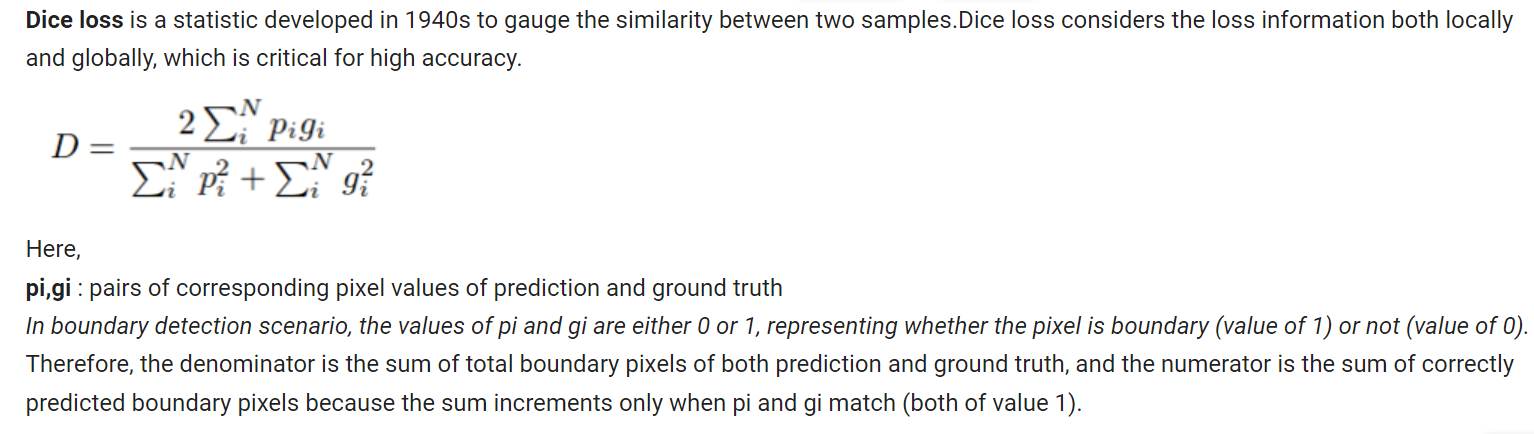 Dice loss is a statistic developed in 1940s to gauge the similarity between two samples.Dice loss considers the loss information both locally
and globally, which is critical for high accuracy.
D = \frac{2 \sum_i^N p_i g_i}{\sum_i^N p_i^2 + \sum_i^N g_i^2}
Here,
pi,gi : pairs of corresponding pixel values of prediction and ground truth
In boundary detection scenario, the values of pi and gi are either 0 or 1, representing whether the pixel is boundary (value of 1) or not (value of 0).
Therefore, the denominator is the sum of total boundary pixels of both prediction and ground truth, and the numerator is the sum of correctly
predicted boundary pixels because the sum increments only when pi and gi match (both of value 1).